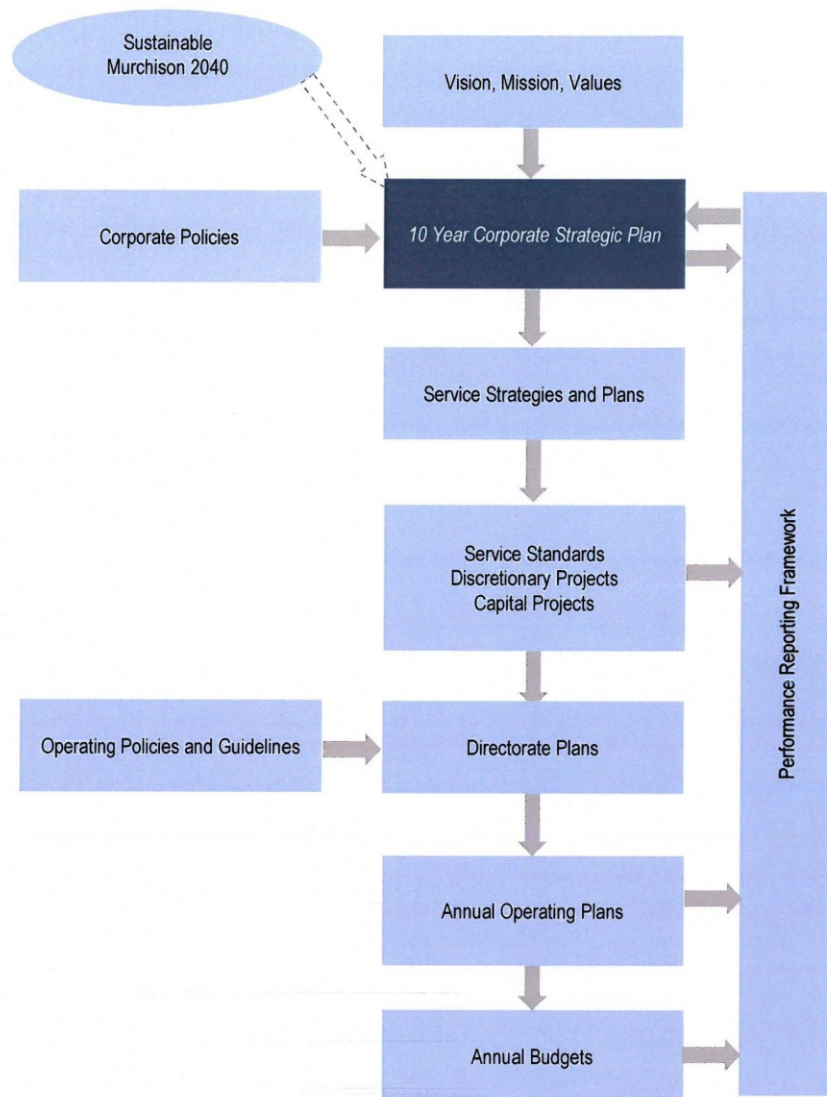 Sustainable
Murchison 2040
Vision, Mission, Values
Corporate Policies
10 Year Corporate Strategic Plan
Service Strategies and Plans
Service Standards
Discretionary Projects
Capital Projects
Performance Reporting Framework
Operating Policies and Guidelines
Directorate Plans
Annual Operating Plans
Annual Budgets